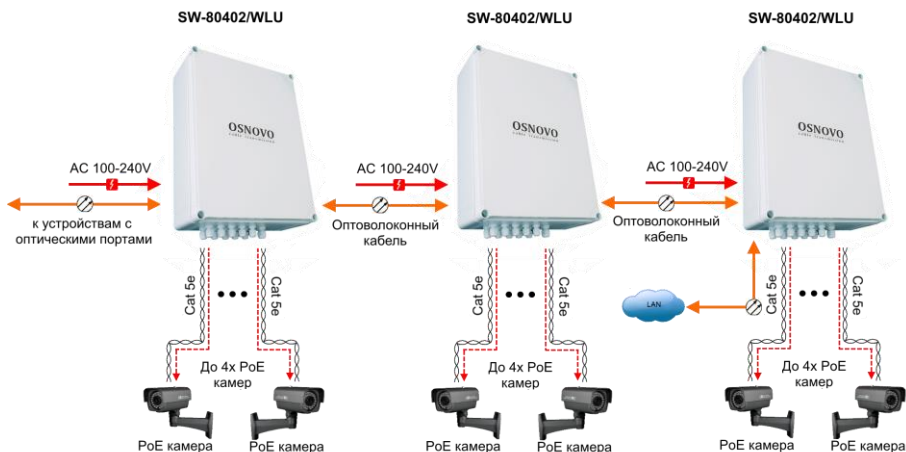 SW-80402/WLU
SW-80402/WLU
SW-80402/WLU
OSNOVO
OSNOVO
OSNOVO
AC 100-240V
AC 100-240V
AC 100-240V
к устройствам с
оптическими портами
Оптоволоконный
кабель
Оптоволоконный
кабель
Cat 5e
Cat 5e
Cat 5e
Cat 5e
LAN
Cat 5e
Cat 5e
До 4x PoE
камер
До 4x PoE
камер
До 4x PoE
камер
PoE камера
PoE камера
PoE камера
PoE камера
PoE камера
PoE камера